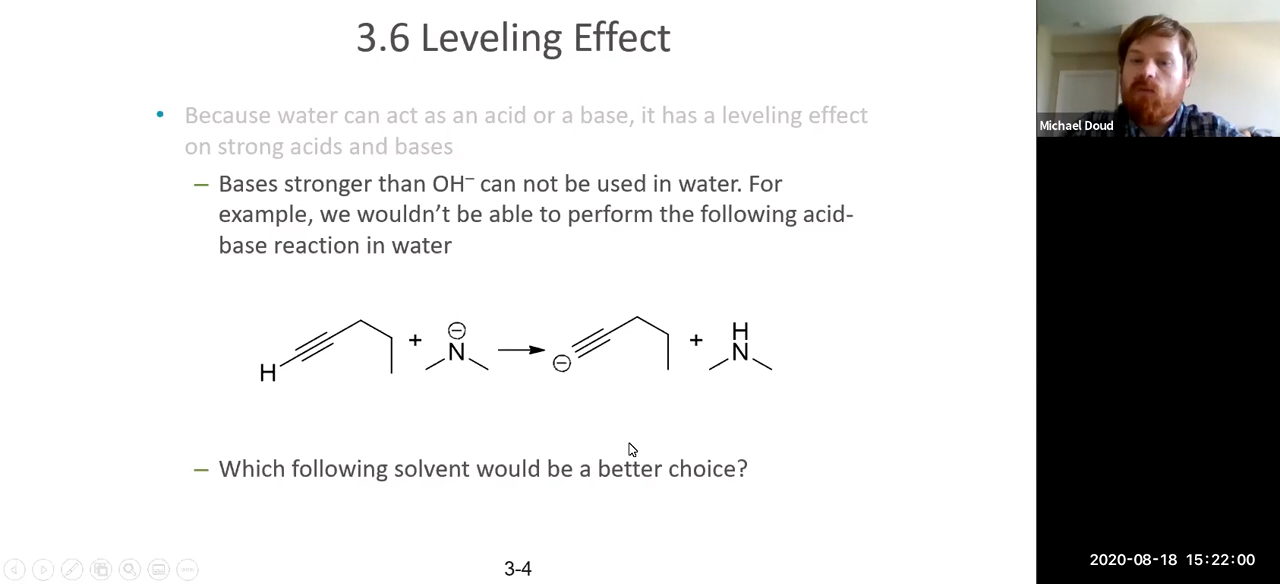 3.6 Leveling Effect
• Because water can act as an acid or a base, it has a leveling effect
on strong acids and bases
– Bases stronger than OH⁻ can not be used in water. For
example, we wouldn’t be able to perform the following acid-
base reaction in water
H + ⊖ N → ⊖ + H N
– Which following solvent would be a better choice?
3-4
Michael Doud
2020-08-18 15:22:00